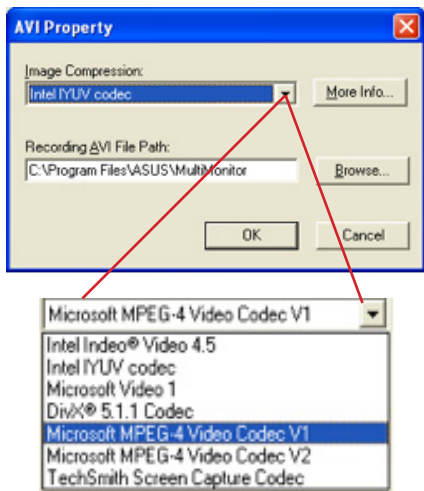 AVI Property
Image Compression:
Intel IYUV codec
More Info...
Recording AVI File Path:
C:\Program Files\ASUS\MultiMonitor
Browse...
OK
Cancel
Microsoft MPEG-4 Video Codec V1
Intel Indeo® Video 4.5
Intel IYUV codec
Microsoft Video 1
DivX® 5.1.1 Codec
Microsoft MPEG-4 Video Codec V1
Microsoft MPEG-4 Video Codec V2
TechSmith Screen Capture Codec